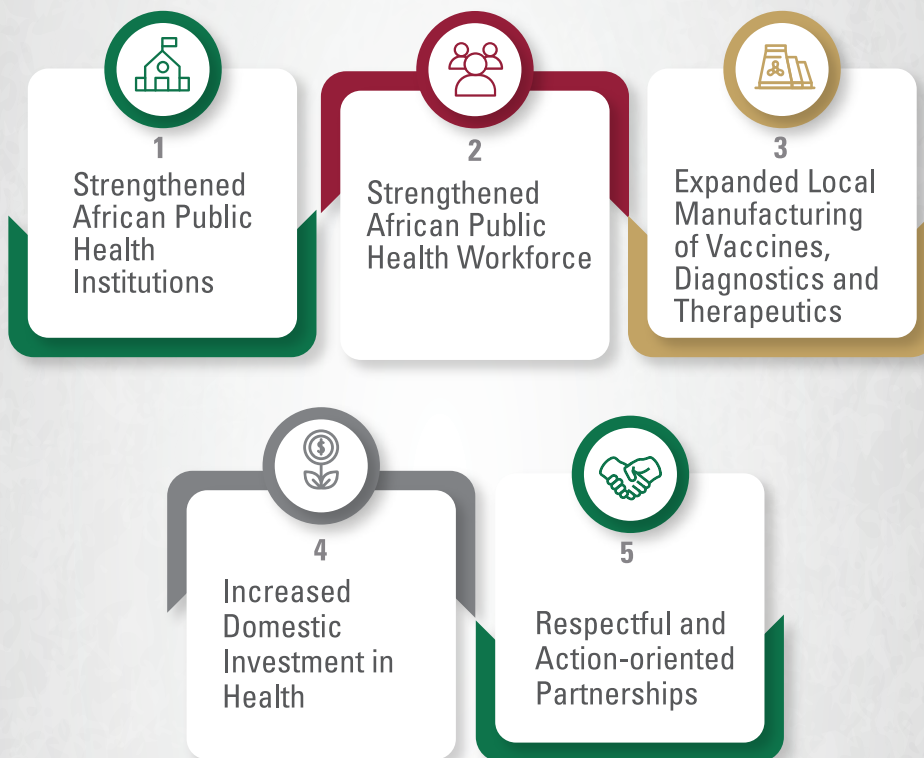 1
Strengthened
African Public
Health
Institutions
2
Strengthened
African Public
Health Workforce
3
Expanded Local
Manufacturing
of Vaccines,
Diagnostics and
Therapeutics
4
Increased
Domestic
Investment in
Health
5
Respectful and
Action-oriented
Partnerships